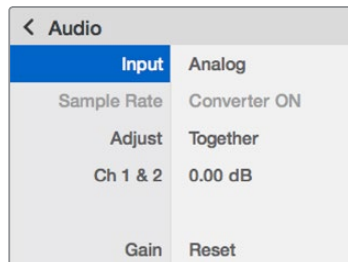 < Audio
Input Analog
Sample Rate Converter ON
Adjust Together
Ch 1 & 2 0.00 dB
Gain Reset